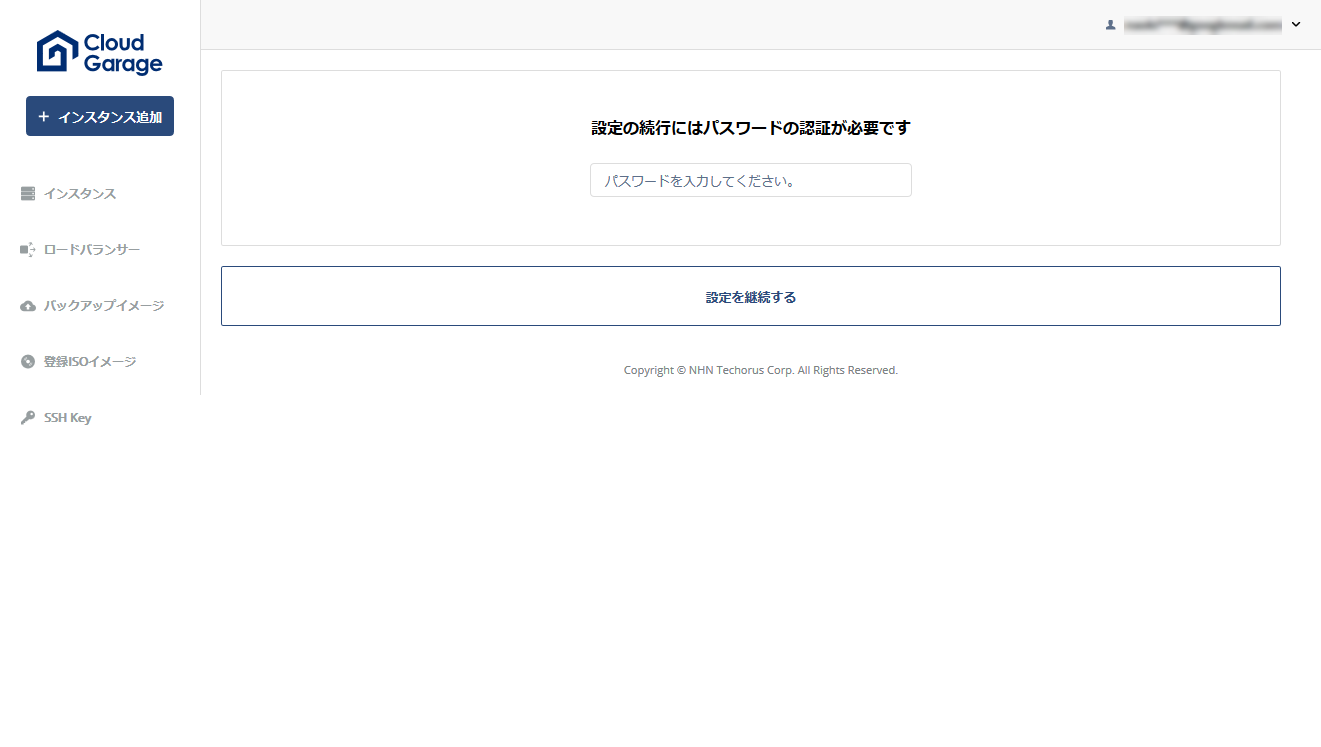 Cloud
Garage
+ インスタンス追加
インスタンス
ロードバランサー
バックアップイメージ
登録ISOイメージ
SSH Key
設定の続行にはパスワードの認証が必要です
パスワードを入力してください。
設定を継続する
Copyright © NHN Techorus Corp. All Rights Reserved.